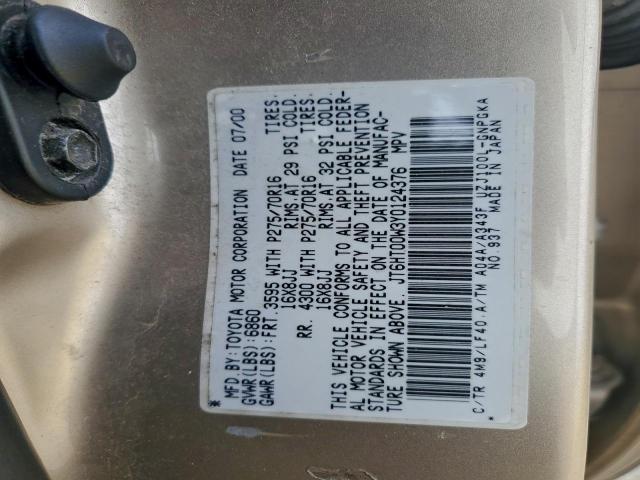 MFD BY: TOYOTA MOTOR CORPORATION DATE 07/00
GVWR(LBS):6860
GAWR(LBS):FRT. 3595 WITH P275/70R16 TIRES.
16X8JJ RIMS.AT 29 PSI COLD.
RR. 4300 WITH P275/70R16 TIRES
16X8JJ RIMS.AT 32 PSI COLD.
THIS VEHICLE CONFORMS TO ALL APPLICABLE FEDER-
AL MOTOR VEHICLE SAFETY AND THEFT PREVENTION
STANDARDS IN EFFECT ON THE DATE OF MANUFAC-
TURE SHOWN ABOVE. JT6HT00W3Y0124376 MPV
C/TR 4M9/LF40 A/TM A04A/A343F UZJ100L-GNPGKA
NO.937 MADE IN JAPAN